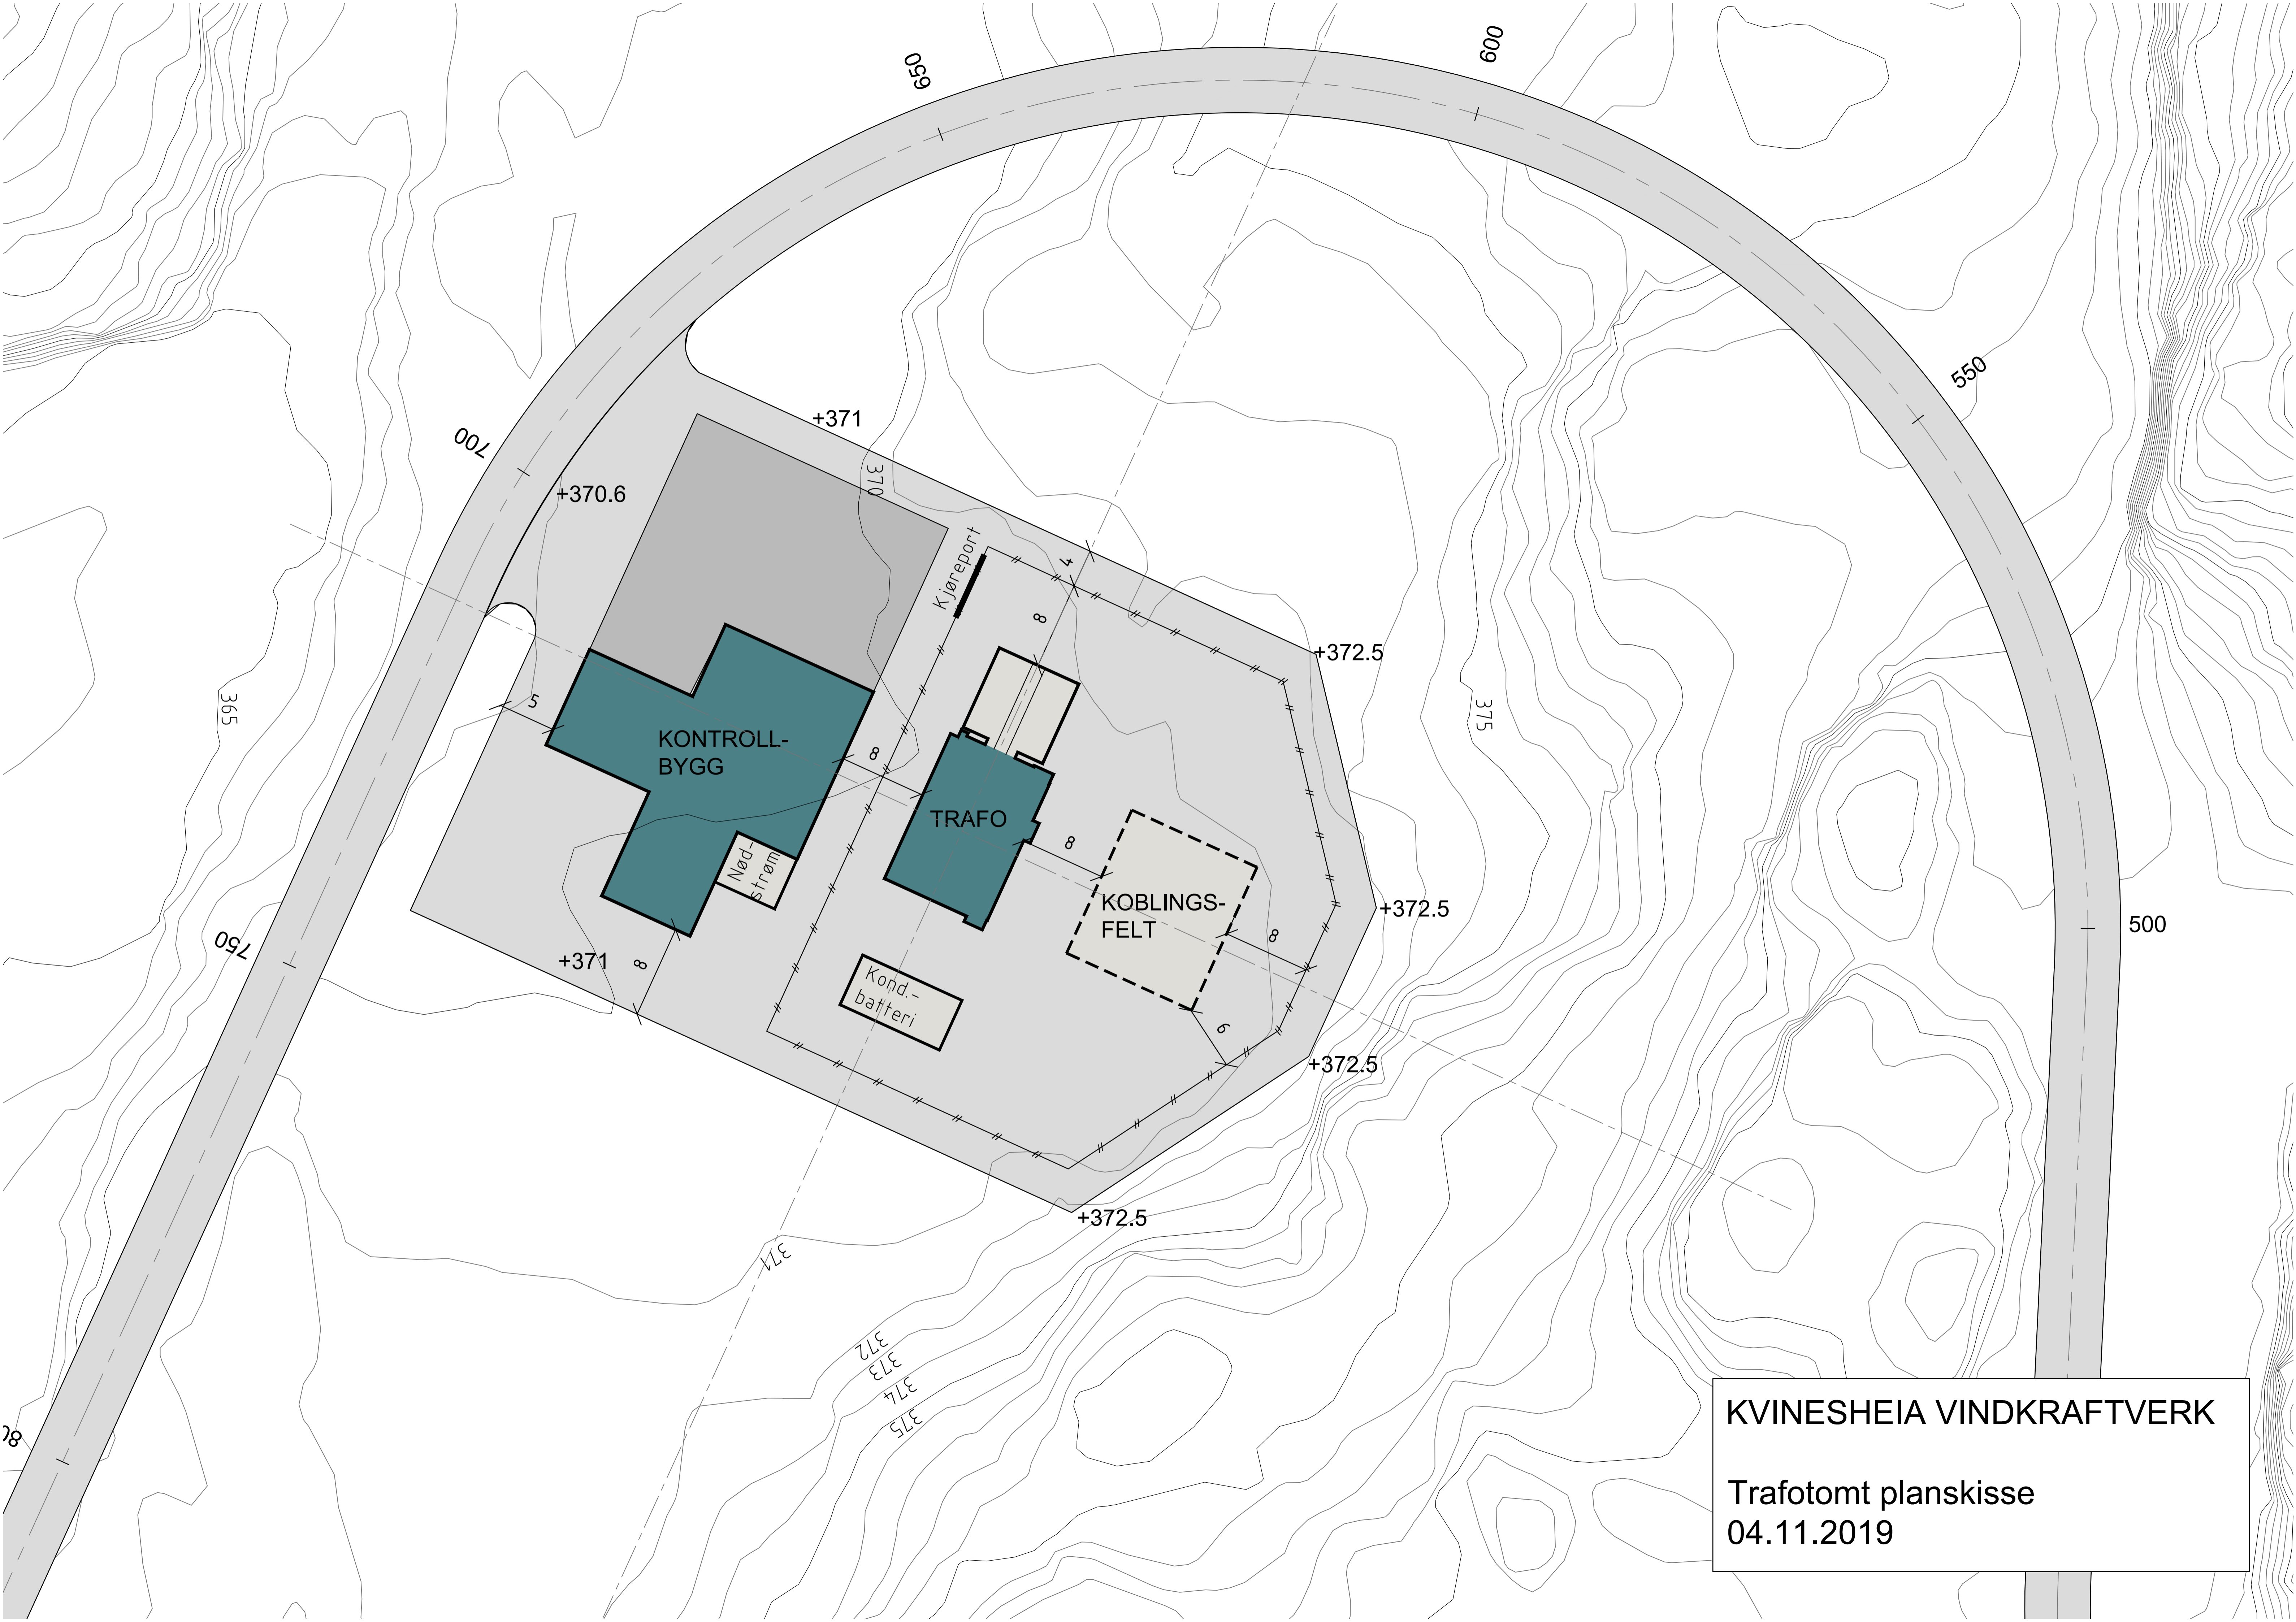 600
650
550
+371
700
370
+370.6
Kjøreport
4
8
+372.5
365
5
375
KONTROLL-
BYGG
8
TRAFO
8
Nød-
strøm
KOBLINGS-
FELT
+372.5
500
8
750
+371
8
Kond.-
batteri
6
+372.5
+372.5
371
372
373
374
375
KVINESHEIA VINDKRAFTVERK
Trafotomt planskisse
04.11.2019